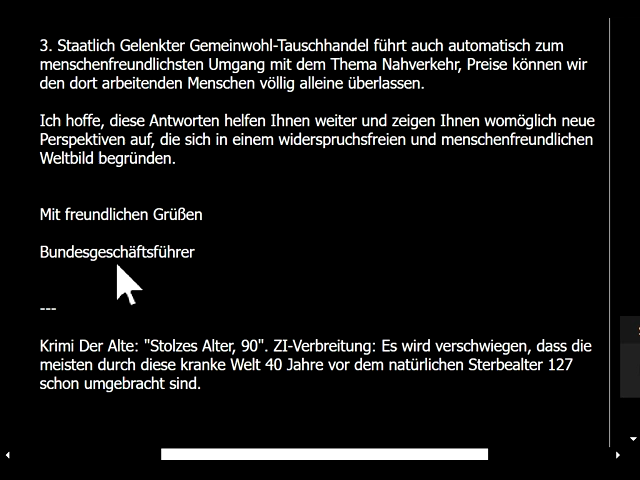 3. Staatlich Gelenkter Gemeinwohl-Tauschhandel führt auch automatisch zum
menschenfreundlichsten Umgang mit dem Thema Nahverkehr, Preise können wir
den dort arbeitenden Menschen völlig alleine überlassen.
Ich hoffe, diese Antworten helfen Ihnen weiter und zeigen Ihnen womöglich neue
Perspektiven auf, die sich in einem widerspruchsfreien und menschenfreundlichen
Weltbild begründen.
Mit freundlichen Grüßen
Bundesgeschäftsführer
---
Krimi Der Alte: "Stolzes Alter, 90". ZI-Verbreitung: Es wird verschwiegen, dass die
meisten durch diese kranke Welt 40 Jahre vor dem natürlichen Sterbealter 127
schon umgebracht sind.